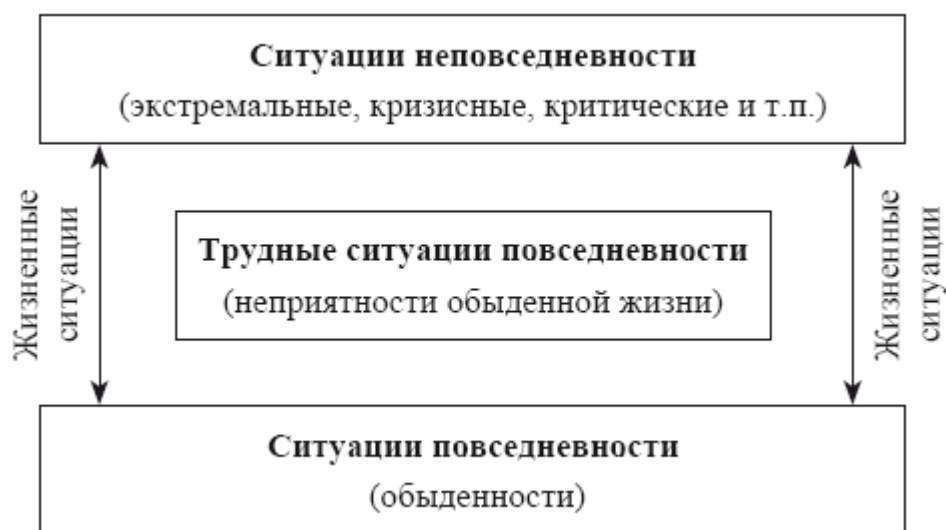 Ситуации неповседневности
(экстремальные, кризисные, критические и т.п.)
Жизненные
ситуации
Трудные ситуации повседневности
(неприятности обыденной жизни)
Жизненные
ситуации
Ситуации повседневности
(обыденности)